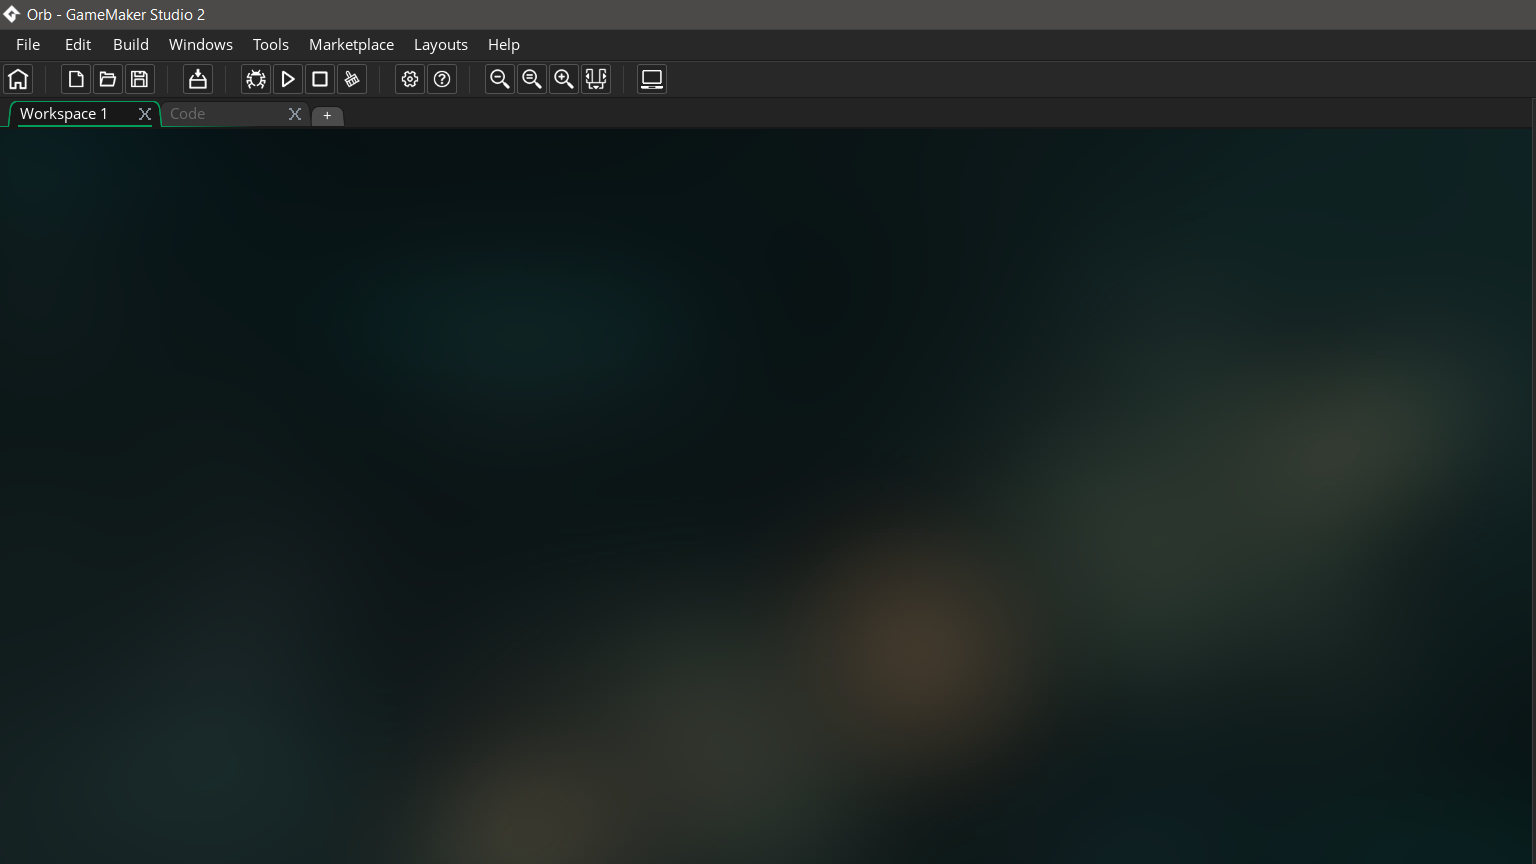 Orb - GameMaker Studio 2
File Edit Build Windows Tools Marketplace Layouts Help
Workspace 1 Code +